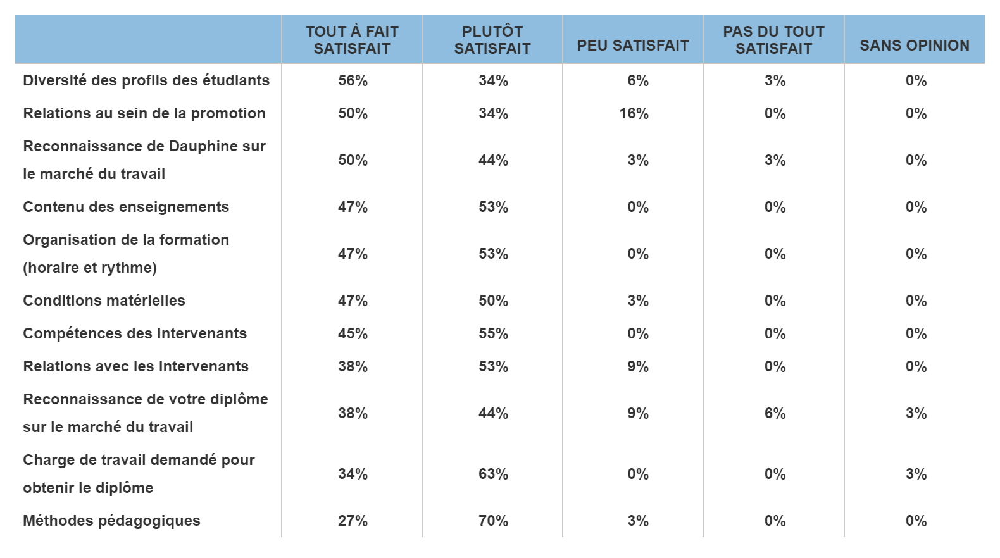 TOUT À FAIT SATISFAIT PLUTÔT SATISFAIT PEU SATISFAIT PAS DU TOUT SATISFAIT SANS OPINION
Diversité des profils des étudiants 56% 34% 6% 3% 0%
Relations au sein de la promotion 50% 34% 16% 0% 0%
Reconnaissance de Dauphine sur
le marché du travail 50% 44% 3% 3% 0%
Contenu des enseignements 47% 53% 0% 0% 0%
Organisation de la formation
(horaire et rythme) 47% 53% 0% 0% 0%
Conditions matérielles 47% 50% 3% 0% 0%
Compétences des intervenants 45% 55% 0% 0% 0%
Relations avec les intervenants 38% 53% 9% 0% 0%
Reconnaissance de votre diplôme
sur le marché du travail 38% 44% 9% 6% 3%
Charge de travail demandé pour
obtenir le diplôme 34% 63% 0% 0% 3%
Méthodes pédagogiques 27% 70% 3% 0% 0%